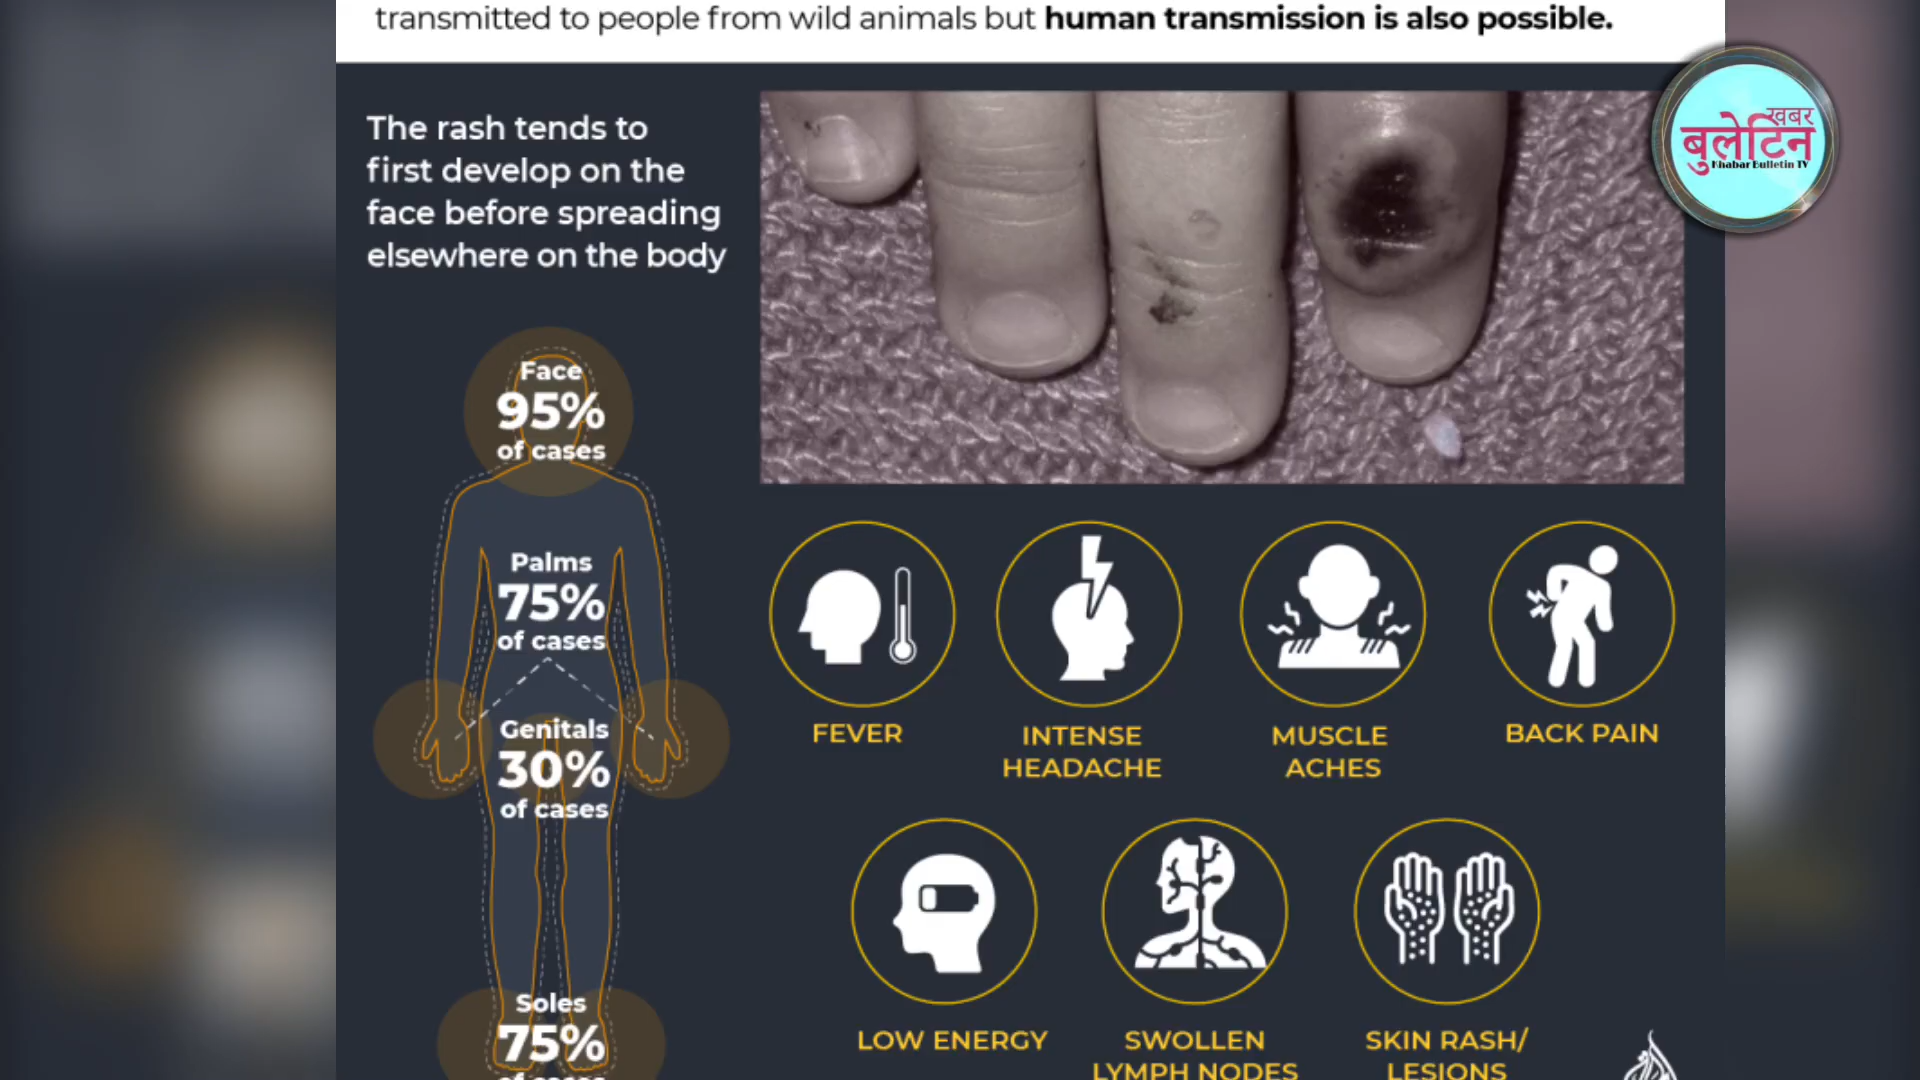 transmitted to people from wild animals but human transmission is also possible.
खबर
बुलेटिन
Khabar Bulletin TV
The rash tends to
first develop on the
face before spreading
elsewhere on the body
Face
95%
of cases
Palms
75%
of cases
Genitals
30%
of cases
Soles
75%
of cases
FEVER
INTENSE
HEADACHE
MUSCLE
ACHES
BACK PAIN
LOW ENERGY
SWOLLEN
LYMPH NODES
SKIN RASH/
LESIONS